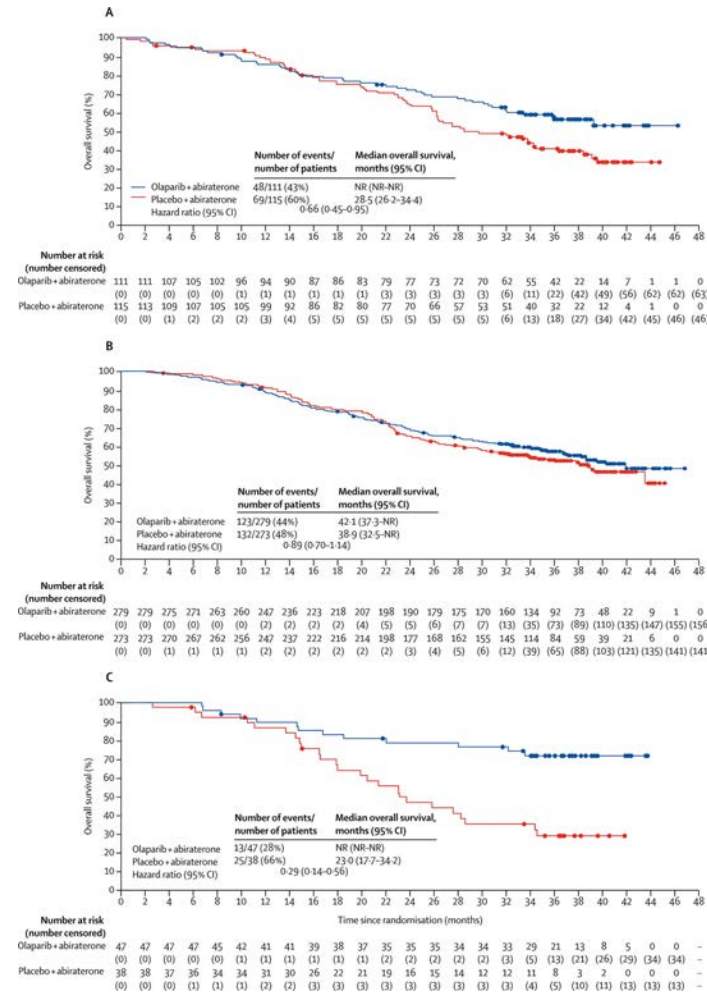 A
100
90
80
70
60
50
40
30
20
10
0
Overall survival (%)
Number of events/ number of patients
Median overall survival, months (95% CI)
Olaparib + abiraterone 48/111 (43%) NR (NR–NR)
Placebo + abiraterone 69/115 (60%) 28·5 (26·2–34·4)
Hazard ratio (95% CI) 0·66 (0·45–0·95)
0 2 4 6 8 10 12 14 16 18 20 22 24 26 28 30 32 34 36 38 40 42 44 46 48
Number at risk
(number censored)
Olaparib + abiraterone 111 111 107 105 102 96 94 90 87 86 83 79 77 73 72 70 62 55 42 22 14 7 1 1 0
(0) (0) (0) (0) (0) (1) (1) (1) (1) (1) (1) (3) (3) (3) (3) (3) (6) (11) (22) (42) (49) (56) (62) (62) (63)
Placebo + abiraterone 115 113 109 107 105 105 99 92 86 82 80 77 70 66 57 53 51 40 32 22 12 4 1 0 0
(0) (0) (1) (1) (2) (2) (3) (4) (5) (5) (5) (5) (5) (5) (5) (5) (6) (13) (18) (27) (34) (42) (45) (46) (46)
B
100
90
80
70
60
50
40
30
20
10
0
Overall survival (%)
Number of events/ number of patients
Median overall survival, months (95% CI)
Olaparib + abiraterone 123/279 (44%) 42·1 (37·3–NR)
Placebo + abiraterone 132/273 (48%) 38·9 (32·5–NR)
Hazard ratio (95% CI) 0·89 (0·70–1·14)
0 2 4 6 8 10 12 14 16 18 20 22 24 26 28 30 32 34 36 38 40 42 44 46 48
Number at risk
(number censored)
Olaparib + abiraterone 279 279 275 271 263 260 247 236 223 218 207 198 190 179 175 170 160 134 92 73 48 22 9 1 0
(0) (0) (0) (0) (0) (0) (2) (2) (2) (2) (4) (5) (5) (6) (7) (7) (13) (35) (73) (89) (110) (135) (147) (155) (156
Placebo + abiraterone 273 273 270 267 262 256 247 237 222 216 214 198 177 168 162 155 145 114 84 59 39 21 6 0 0
(0) (0) (1) (1) (1) (1) (2) (2) (2) (2) (2) (2) (3) (4) (5) (6) (12) (39) (65) (88) (103) (121) (135) (141) (141
C
100
90
80
70
60
50
40
30
20
10
0
Overall survival (%)
Number of events/ number of patients
Median overall survival, months (95% CI)
Olaparib + abiraterone 13/47 (28%) NR (NR–NR)
Placebo + abiraterone 25/38 (66%) 23·0 (17·7–34·2)
Hazard ratio (95% CI) 0·29 (0·14–0·56)
0 2 4 6 8 10 12 14 16 18 20 22 24 26 28 30 32 34 36 38 40 42 44 46 48
Time since randomisation (months)
Number at risk
(number censored)
Olaparib + abiraterone 47 47 47 47 45 42 41 41 39 38 37 35 35 35 34 34 33 29 21 13 8 5 0 0 –
(0) (0) (0) (0) (0) (1) (1) (1) (1) (1) (1) (2) (2) (2) (2) (2) (3) (5) (13) (21) (26) (29) (34) (34) –
Placebo + abiraterone 38 38 37 36 34 34 31 30 26 22 21 19 16 15 14 12 12 11 8 3 2 0 0 0 –
(0) (0) (0) (1) (1) (1) (2) (2) (3) (3) (3) (3) (3) (3) (3) (3) (3) (4) (5) (10) (11) (13) (13) (13) –